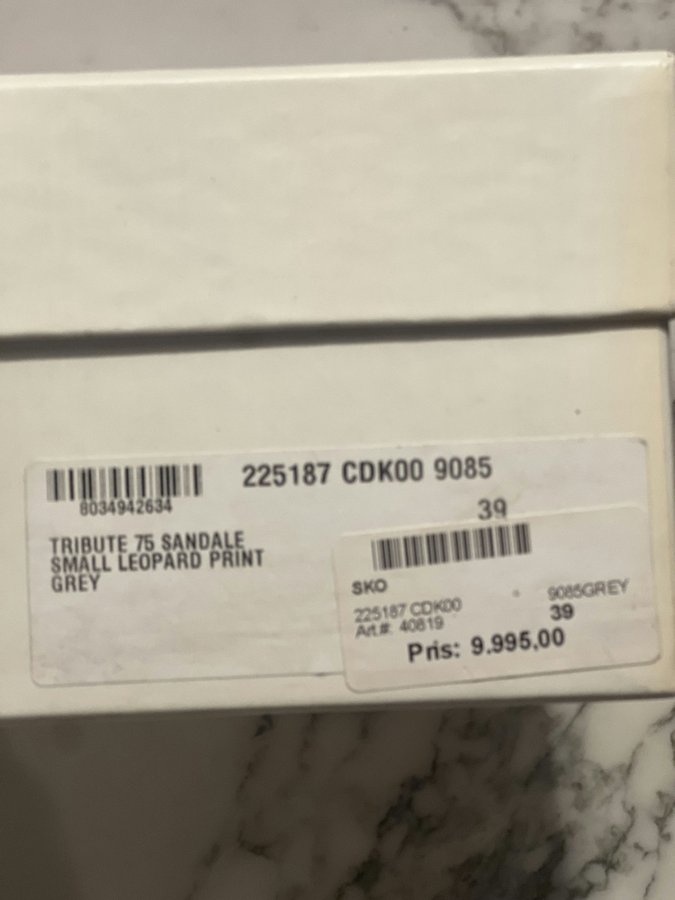 225187 CDK00 9085
8034942634
39
TRIBUTE 75 SANDALE
SMALL LEOPARD PRINT
GREY
SKO
225187 CDK00 9085GREY
Art.#: 40819 39
Pris: 9.995,00